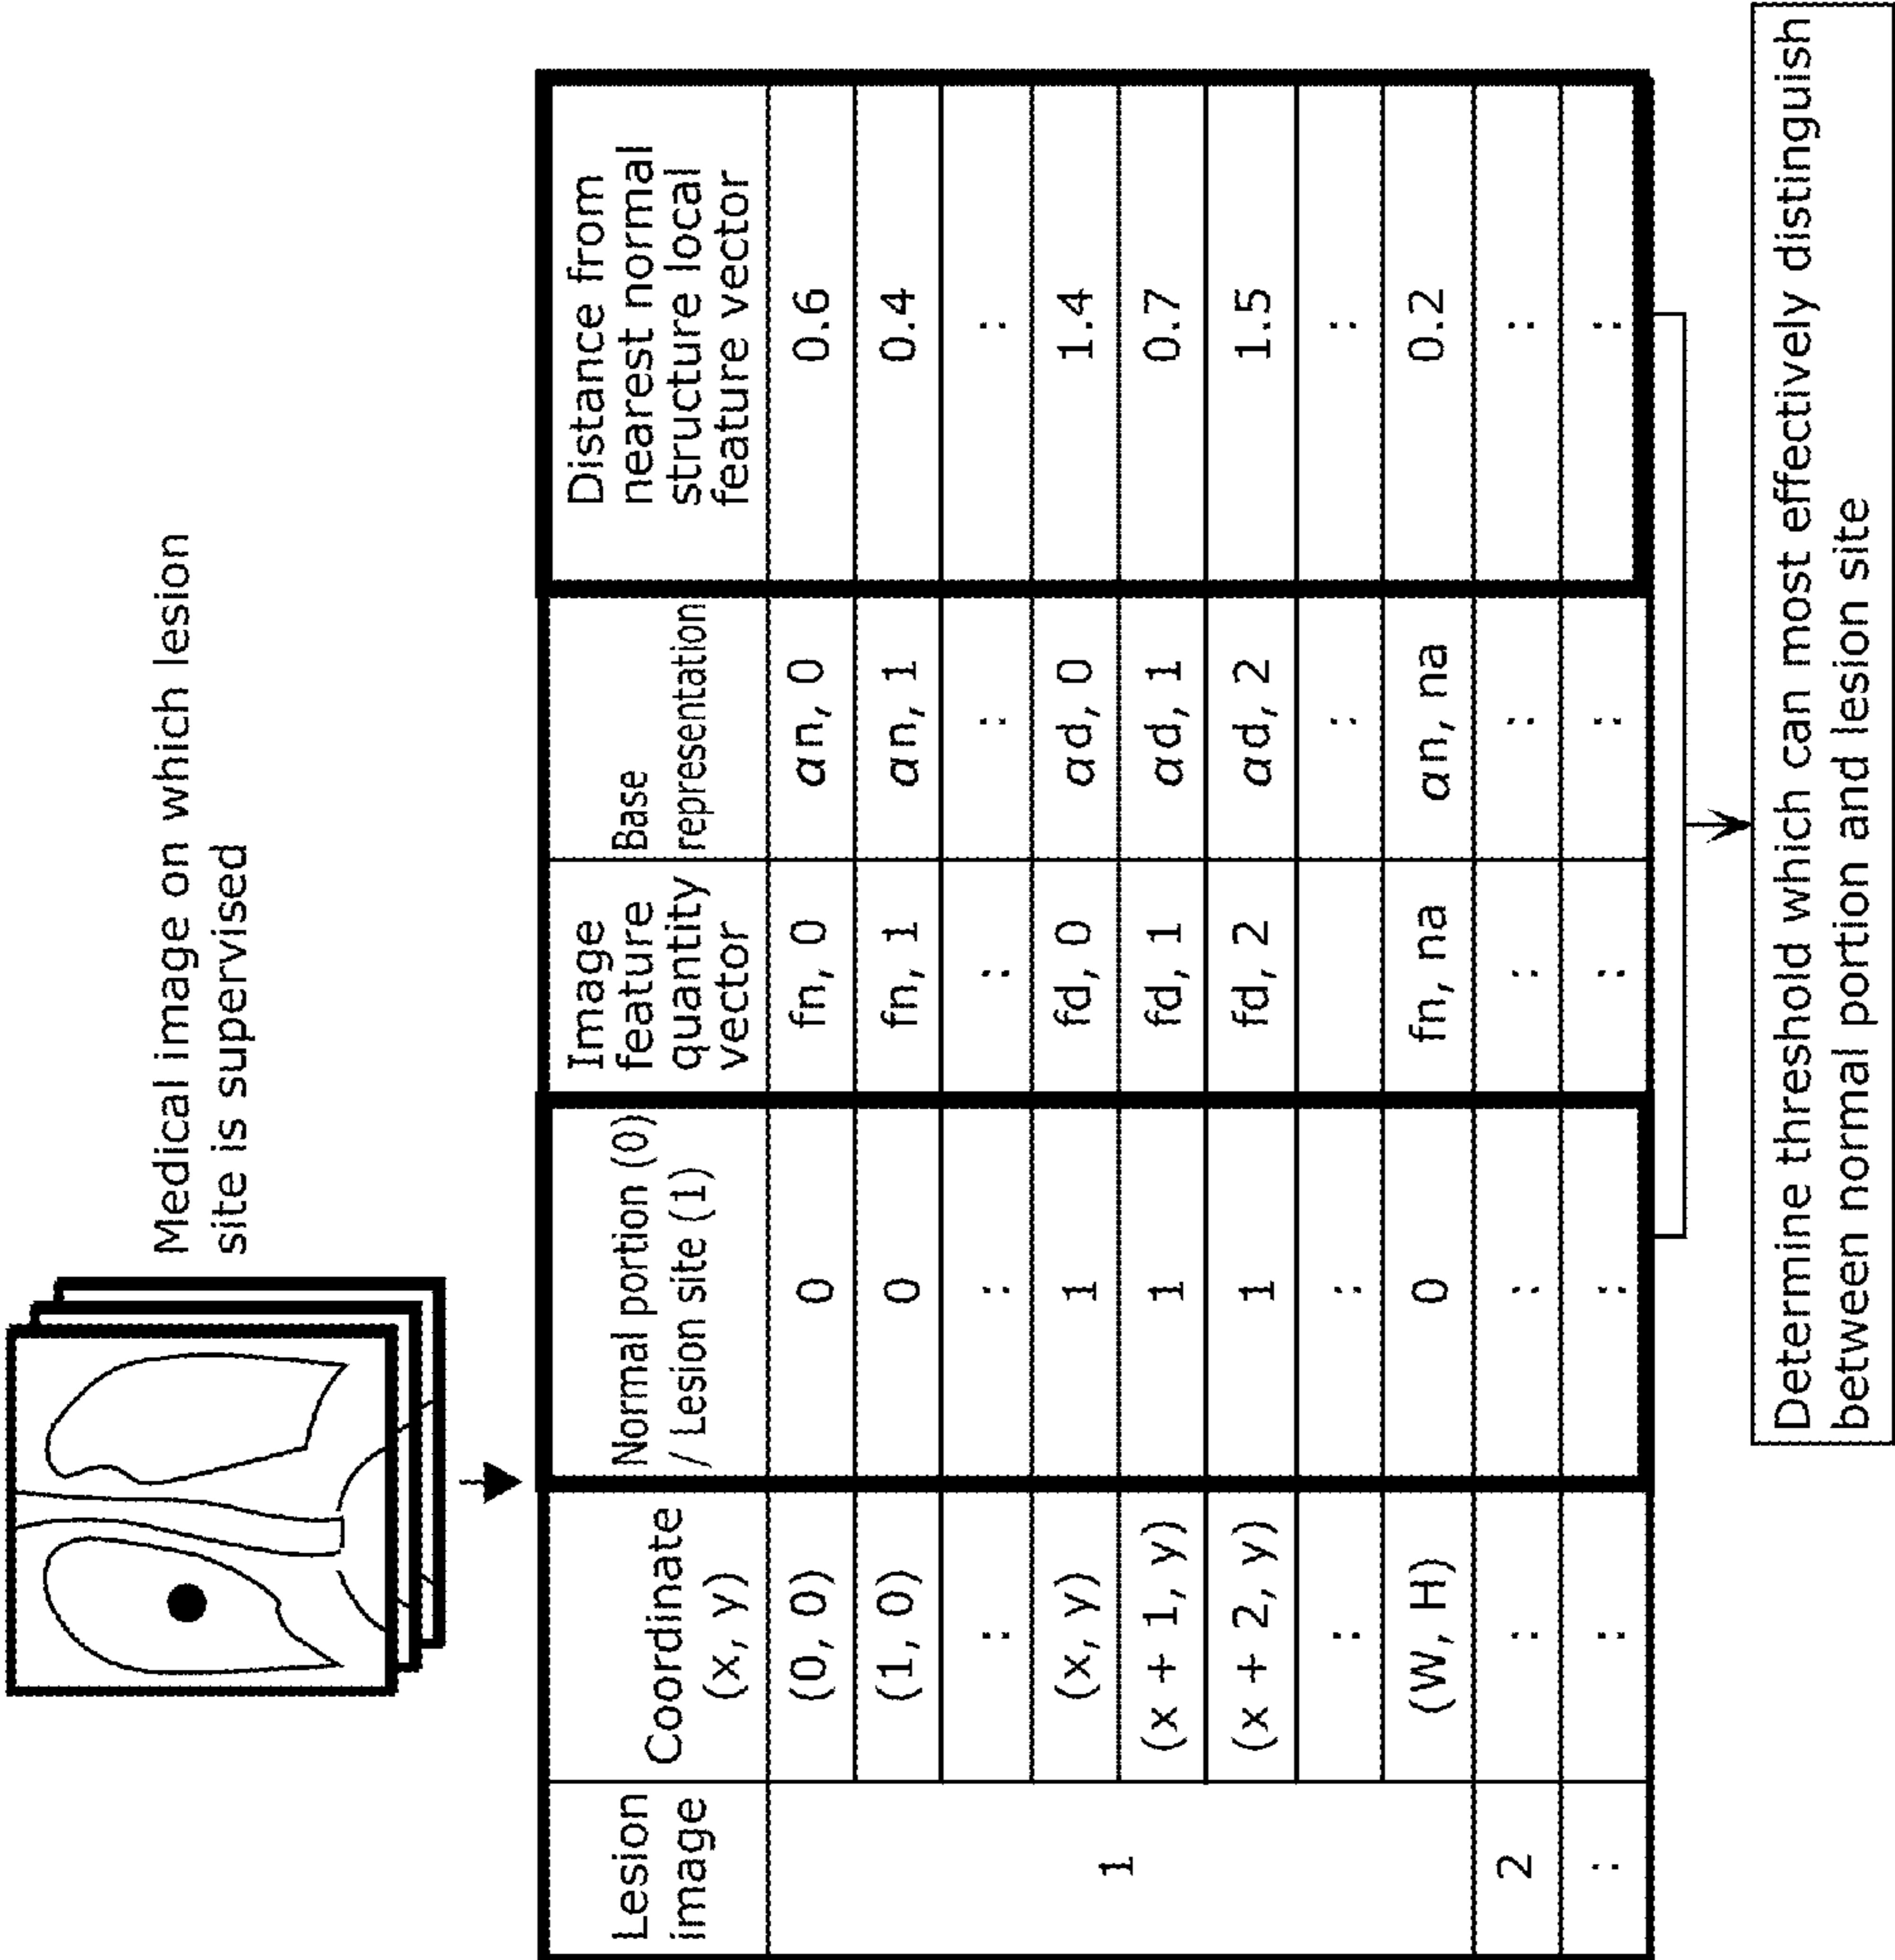 Medical image on which lesion
site is supervised
Lesion
image
Coordinate
(x, y)
Normal portion (0)
/ Lesion site (1)
Image
feature
quantity
vector
Base
representation
Distance from
nearest normal
structure local
feature vector
1
(0, 0) 0 fn, 0 αn, 0 0.6
(1, 0) 0 fn, 1 αn, 1 0.4
: : : : :
(x, y) 1 fd, 0 αd, 0 1.4
(x + 1, y) 1 fd, 1 αd, 1 0.7
(x + 2, y) 1 fd, 2 αd, 2 1.5
: : : : :
(W, H) 0 fn, na αn, na 0.2
2 : : : : :
: : : : : :
Determine threshold which can most effectively distinguish
between normal portion and lesion site